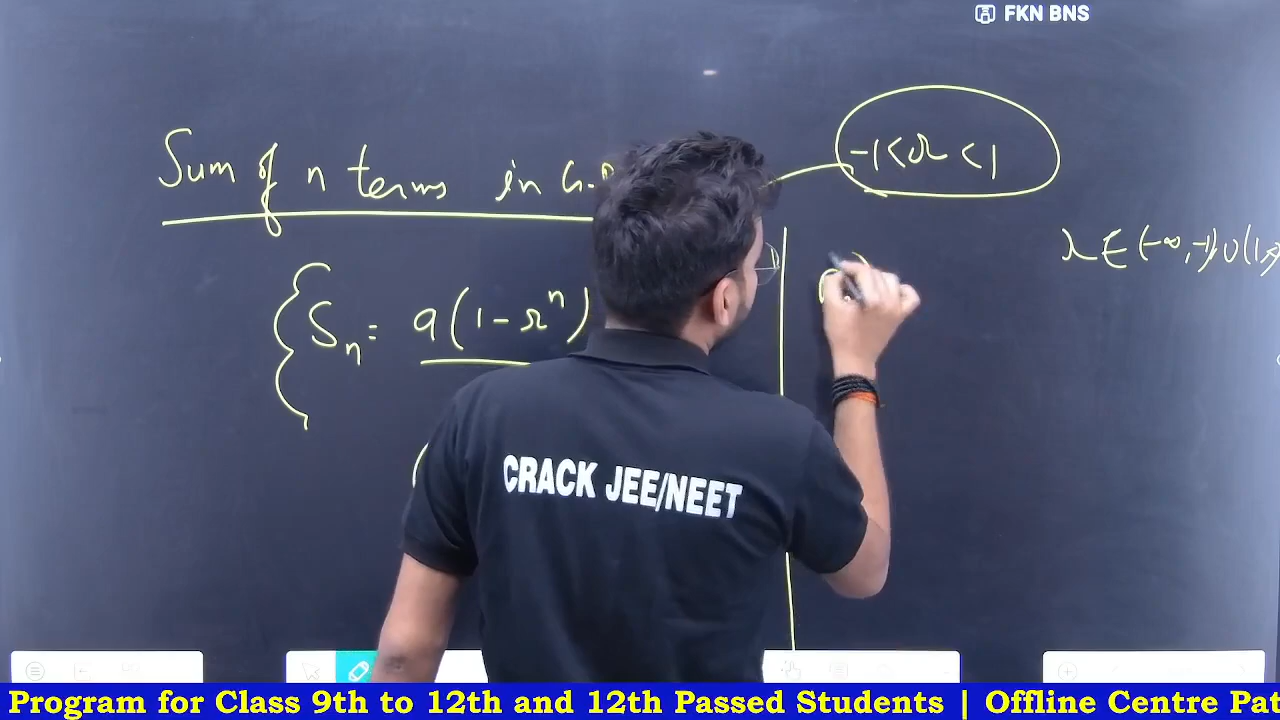 FKN BNS
Sum of n terms in G.
-1<r<1
r ∈ (-∞,-1)∪(1,
Sn = a(1-rⁿ)
CRACK JEE/NEET
Program for Class 9th to 12th and 12th Passed Students | Offline Centre Pat